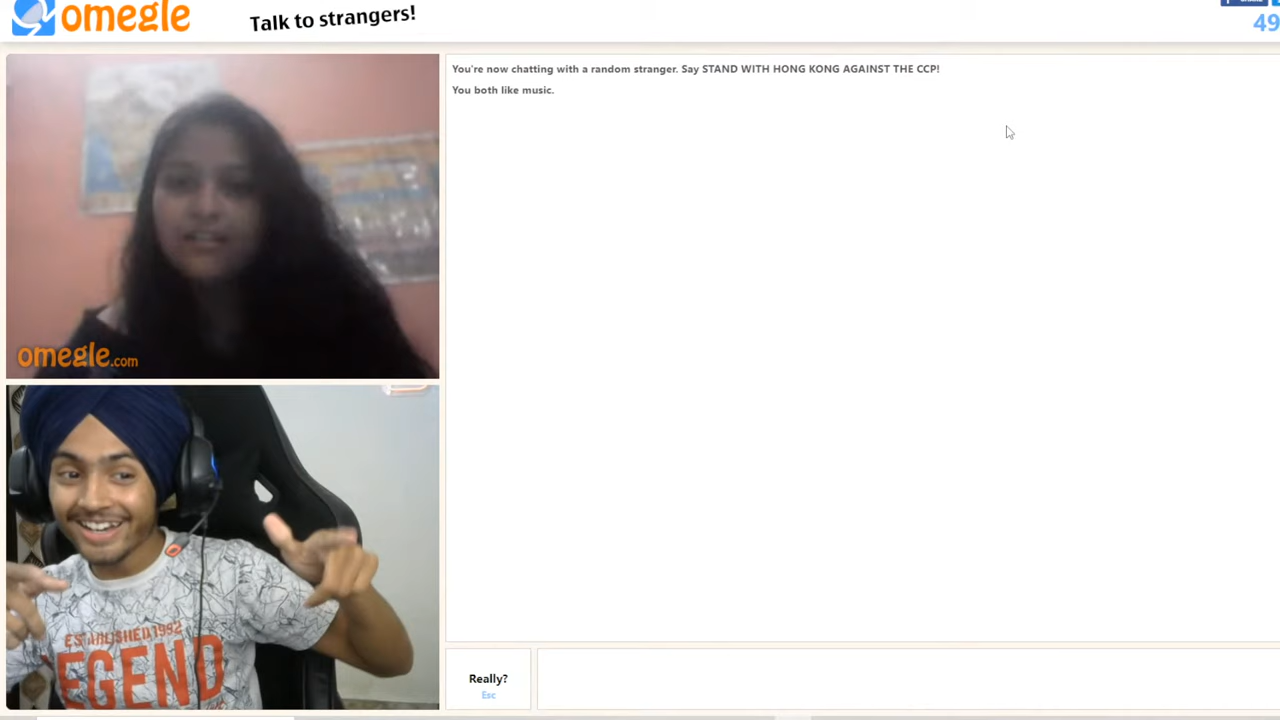 omegle
Talk to strangers!
49
You're now chatting with a random stranger. Say STAND WITH HONG KONG AGAINST THE CCP!
You both like music.
omegle.com
ESTABLISHED 1992
LEGEND
Really?
Esc